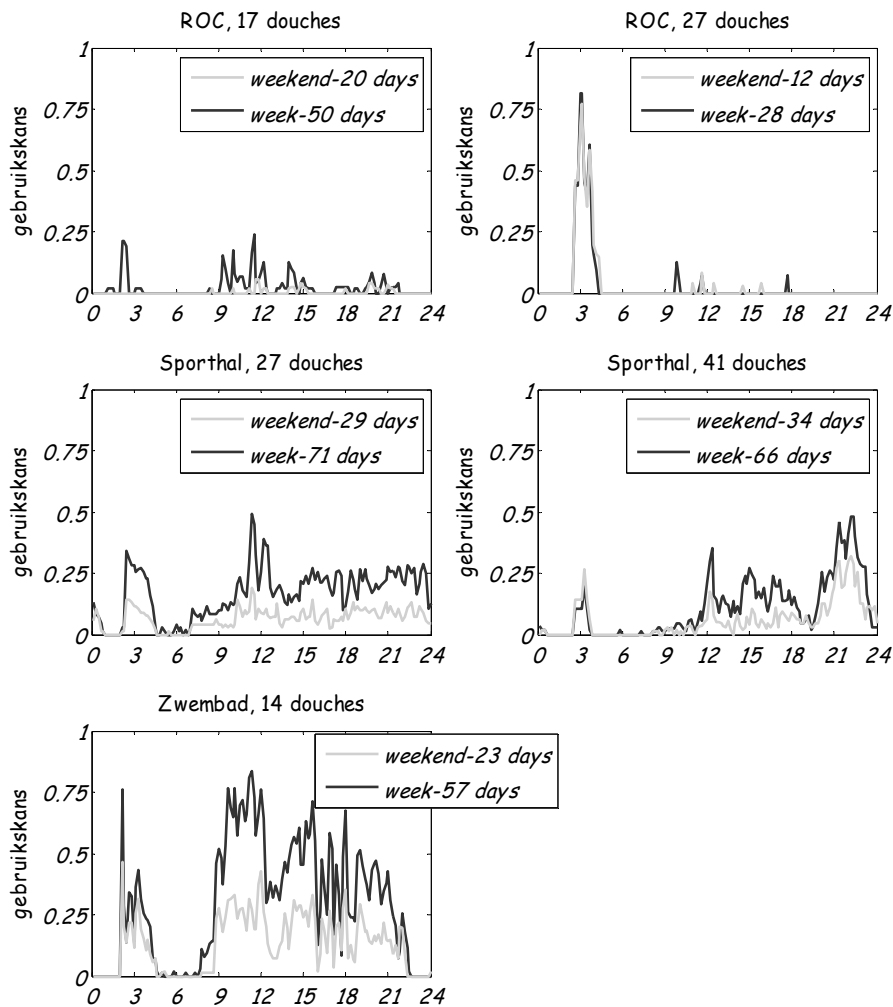 ROC, 17 douches
1
0.75
0.5
0.25
0
gebruikskans
weekend-20 days
week-50 days
0 3 6 9 12 15 18 21 24
ROC, 27 douches
1
0.75
0.5
0.25
0
gebruikskans
weekend-12 days
week-28 days
0 3 6 9 12 15 18 21 24
Sporthal, 27 douches
1
0.75
0.5
0.25
0
gebruikskans
weekend-29 days
week-71 days
0 3 6 9 12 15 18 21 24
Sporthal, 41 douches
1
0.75
0.5
0.25
0
gebruikskans
weekend-34 days
week-66 days
0 3 6 9 12 15 18 21 24
Zwembad, 14 douches
1
0.75
0.5
0.25
0
gebruikskans
weekend-23 days
week-57 days
0 3 6 9 12 15 18 21 24